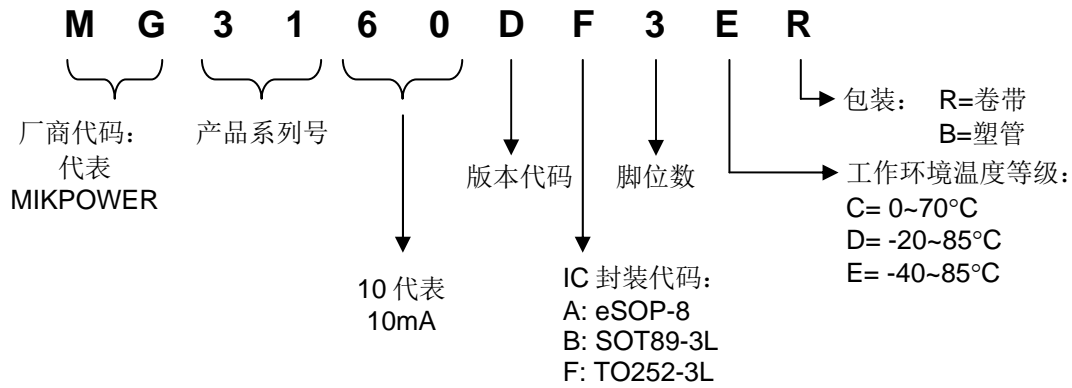 M G 3 1 6 0 D F 3 E R
厂商代码:
代表
MIKPOWER
产品系列号
10 代表
10mA
版本代码
IC 封装代码:
A: eSOP-8
B: SOT89-3L
F: TO252-3L
脚位数
包装: R=卷带
B=塑管
工作环境温度等级:
C= 0~70°C
D= -20~85°C
E= -40~85°C